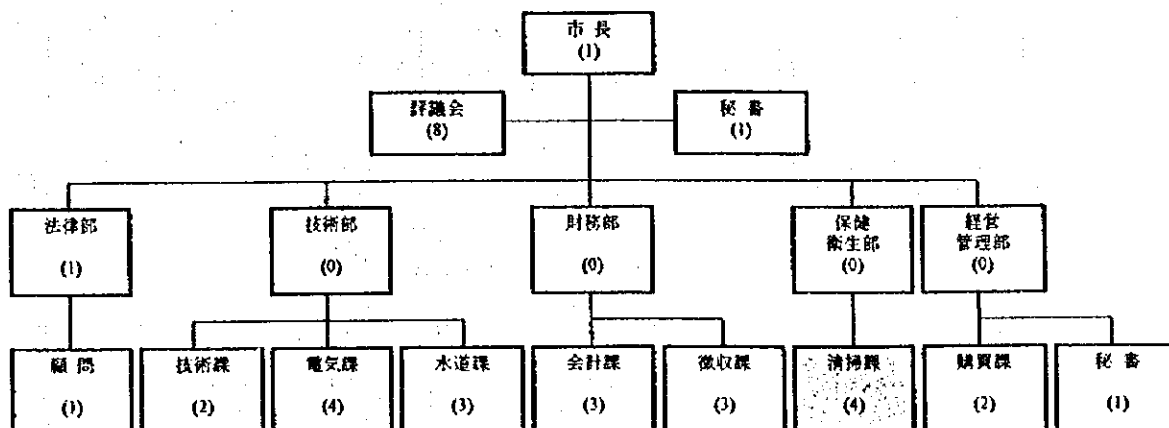 市長
(1)
評議会
(8)
秘書
(1)
法律部
(1)
技術部
(0)
財務部
(0)
保健
衛生部
(0)
経営
管理部
(0)
顧問
(1)
技術課
(2)
電気課
(4)
水道課
(3)
会計課
(3)
徴収課
(3)
清掃課
(4)
購買課
(2)
秘書
(1)